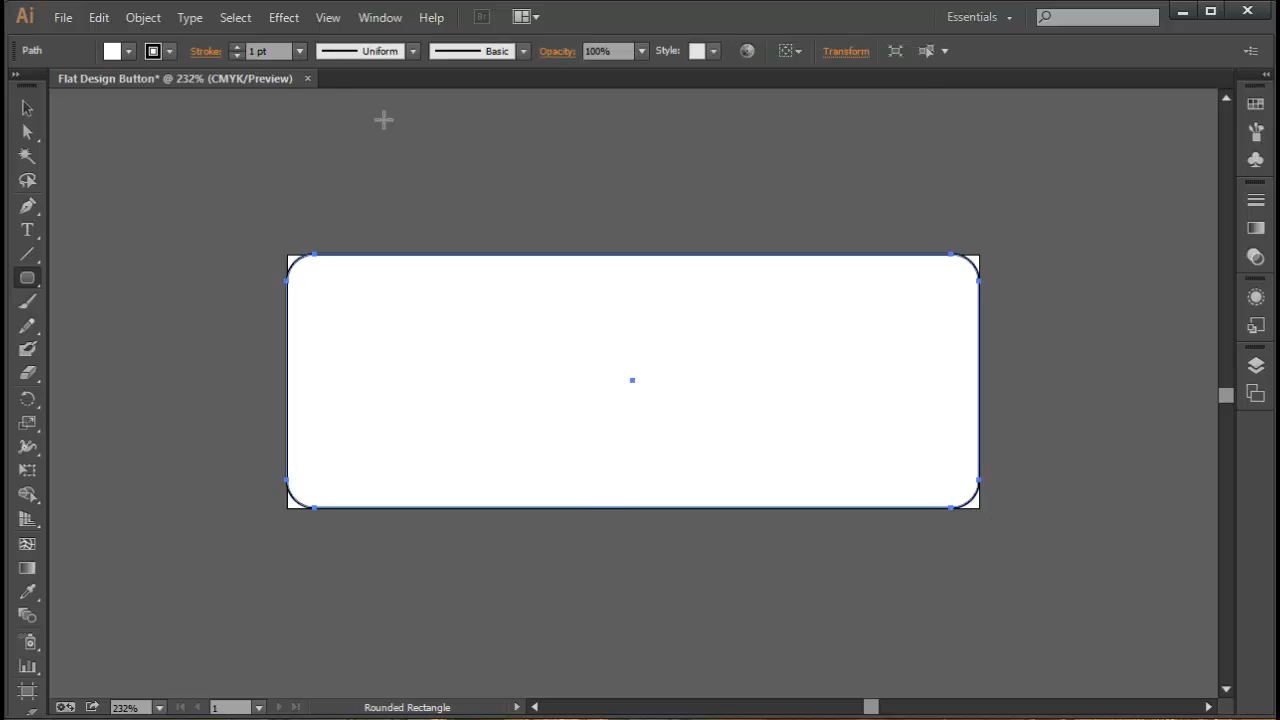 Ai File Edit Object Type Select Effect View Window Help Br Essentials
Path Stroke: 1 pt Uniform Basic Opacity: 100% Style: Transform
Flat Design Button* @ 232% (CMYK/Preview) ×
T
232% 1 Rounded Rectangle